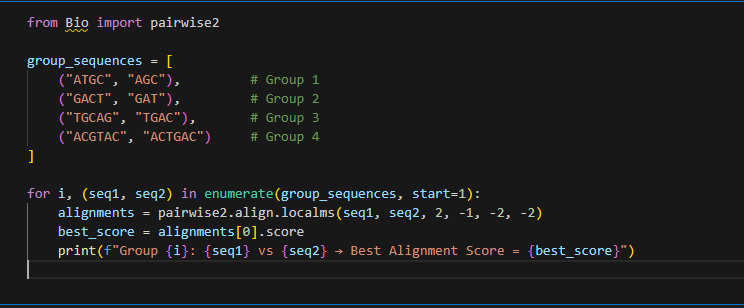 from Bio import pairwise2
group_sequences = [
    ("ATGC", "AGC"),         # Group 1
    ("GACT", "GAT"),         # Group 2
    ("TGCAG", "TGAC"),       # Group 3
    ("ACGTAC", "ACTGAC")     # Group 4
]
for i, (seq1, seq2) in enumerate(group_sequences, start=1):
    alignments = pairwise2.align.localms(seq1, seq2, 2, -1, -2, -2)
    best_score = alignments[0].score
    print(f"Group {i}: {seq1} vs {seq2} → Best Alignment Score = {best_score}")